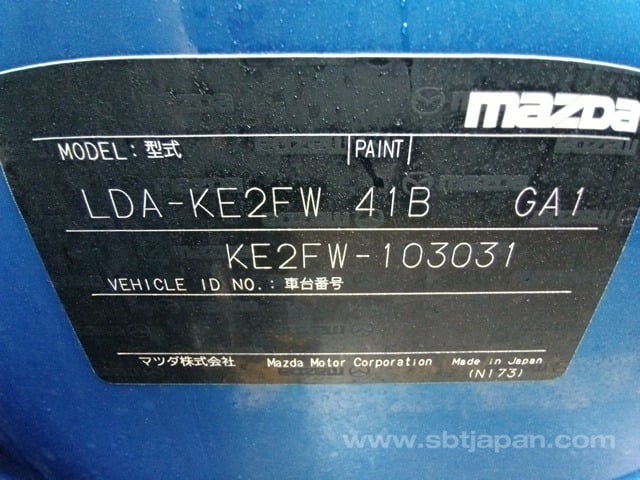 mazda
MODEL: 型式 PAINT
LDA-KE2FW 41B GA1
KE2FW-103031
VEHICLE ID NO.: 車台番号
マツダ株式会社 Mazda Motor Corporation Made in Japan
(N173)
www.sbtjapan.com